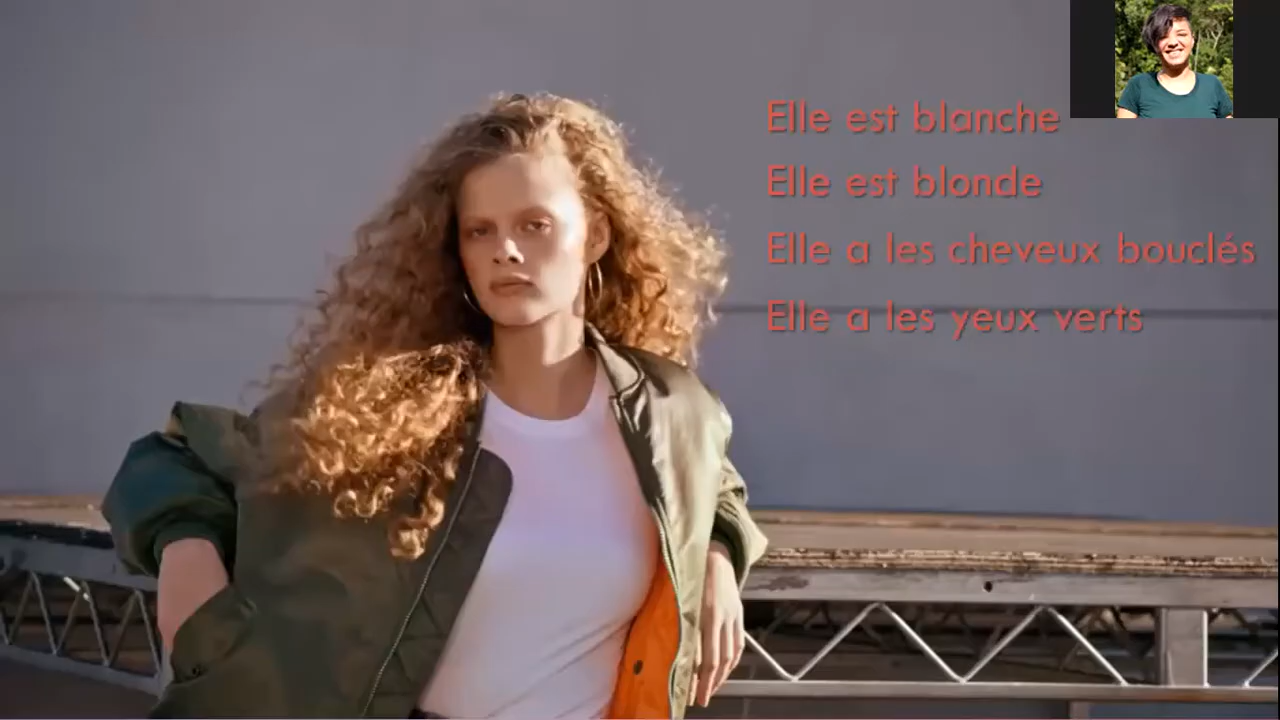 Elle est blanche
Elle est blonde
Elle a les cheveux bouclés
Elle a les yeux verts